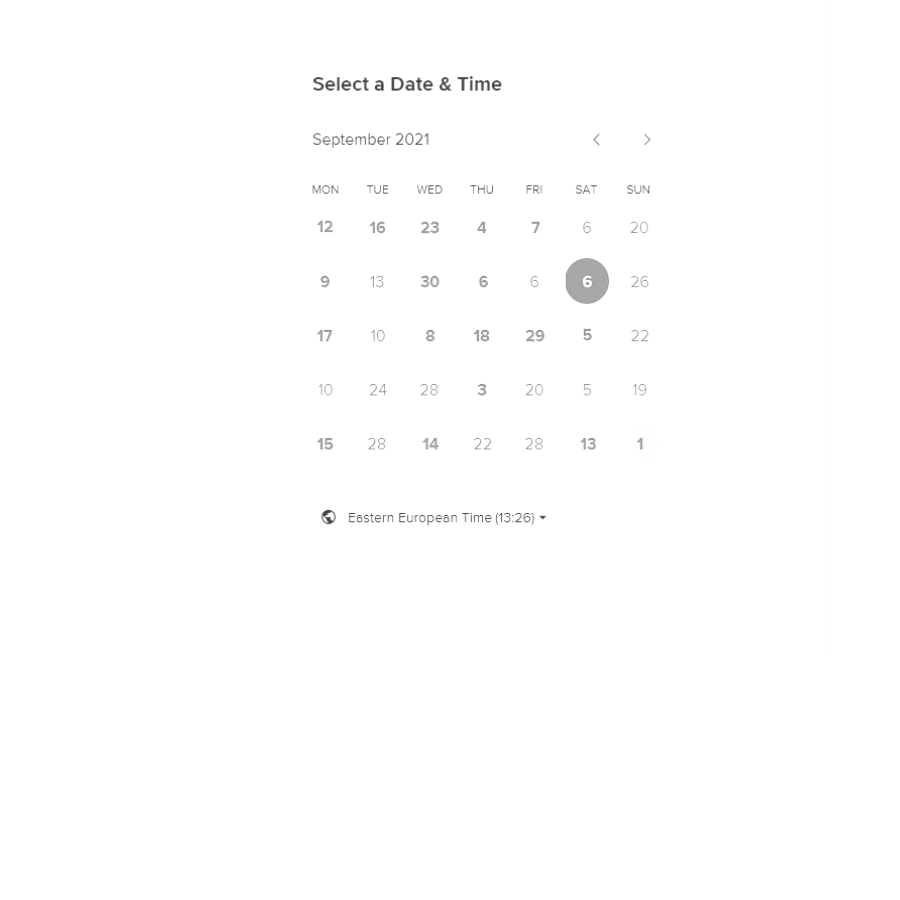 Select a Date & Time
September 2021
MON TUE WED THU FRI SAT SUN
12 16 23 4 7 6 20
9 13 30 6 6 6 26
17 10 8 18 29 5 22
10 24 28 3 20 5 19
15 28 14 22 28 13 1
Eastern European Time (13:26)